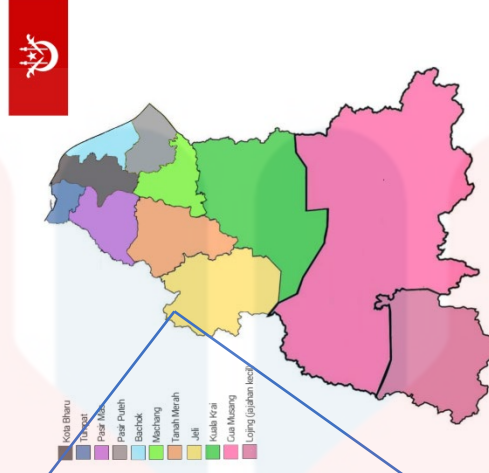 Kota Bharu
Tumpat
Pasir Mas
Pasir Puteh
Bachok
Machang
Tanah Merah
Jeli
Kuala Krai
Gua Musang
Lojing (jajahan kecil)